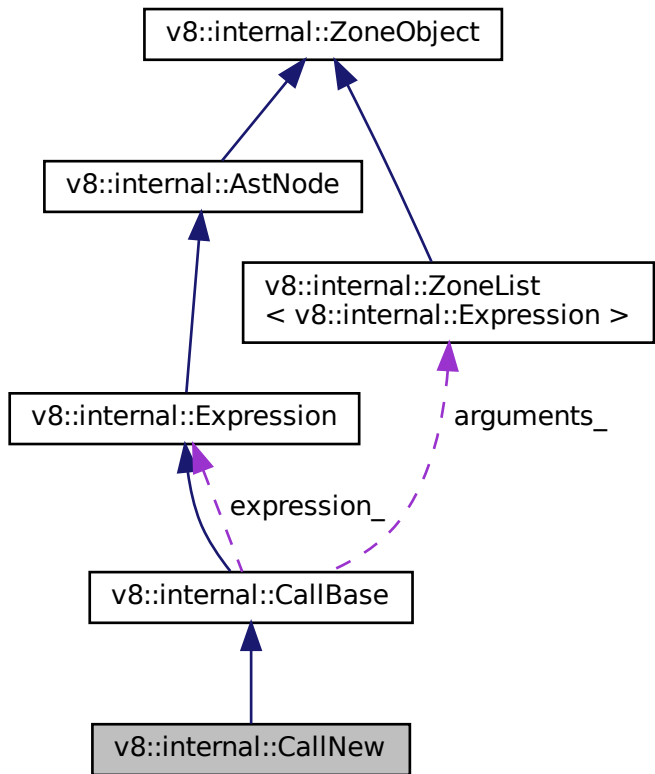 v8::internal::ZoneObject
v8::internal::AstNode
v8::internal::ZoneList
< v8::internal::Expression >
v8::internal::Expression
arguments_
expression_
v8::internal::CallBase
v8::internal::CallNew